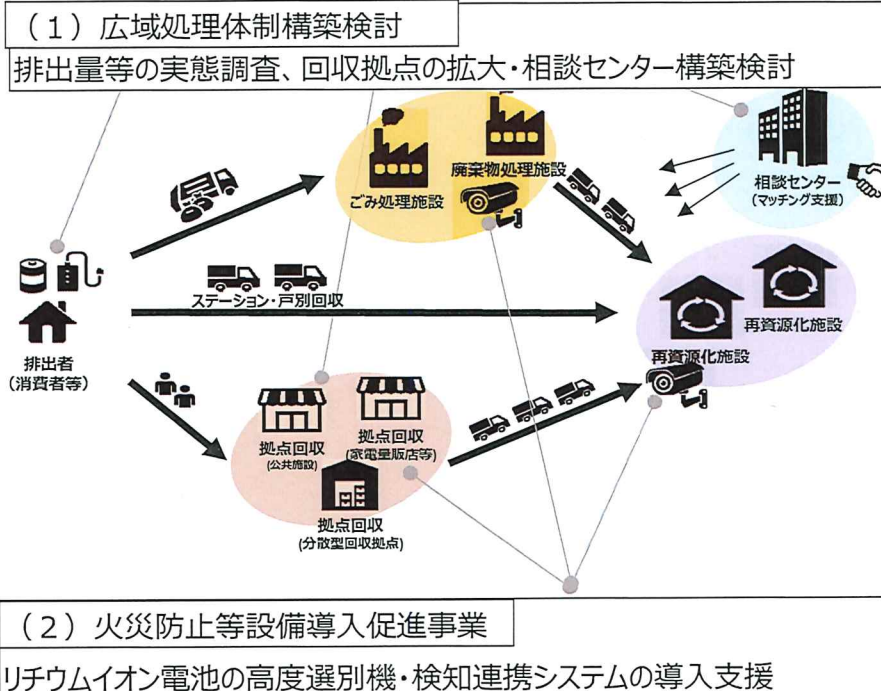 （１）広域処理体制構築検討
排出量等の実態調査、回収拠点の拡大・相談センター構築検討
廃棄物処理施設
ごみ処理施設
相談センター
（マッチング支援）
ステーション・戸別回収
再資源化施設
再資源化施設
排出者
（消費者等）
拠点回収
(公共施設)
拠点回収
(家電量販店等)
拠点回収
(分散型回収拠点)
（２）火災防止等設備導入促進事業
リチウムイオン電池の高度選別機・検知連携システムの導入支援